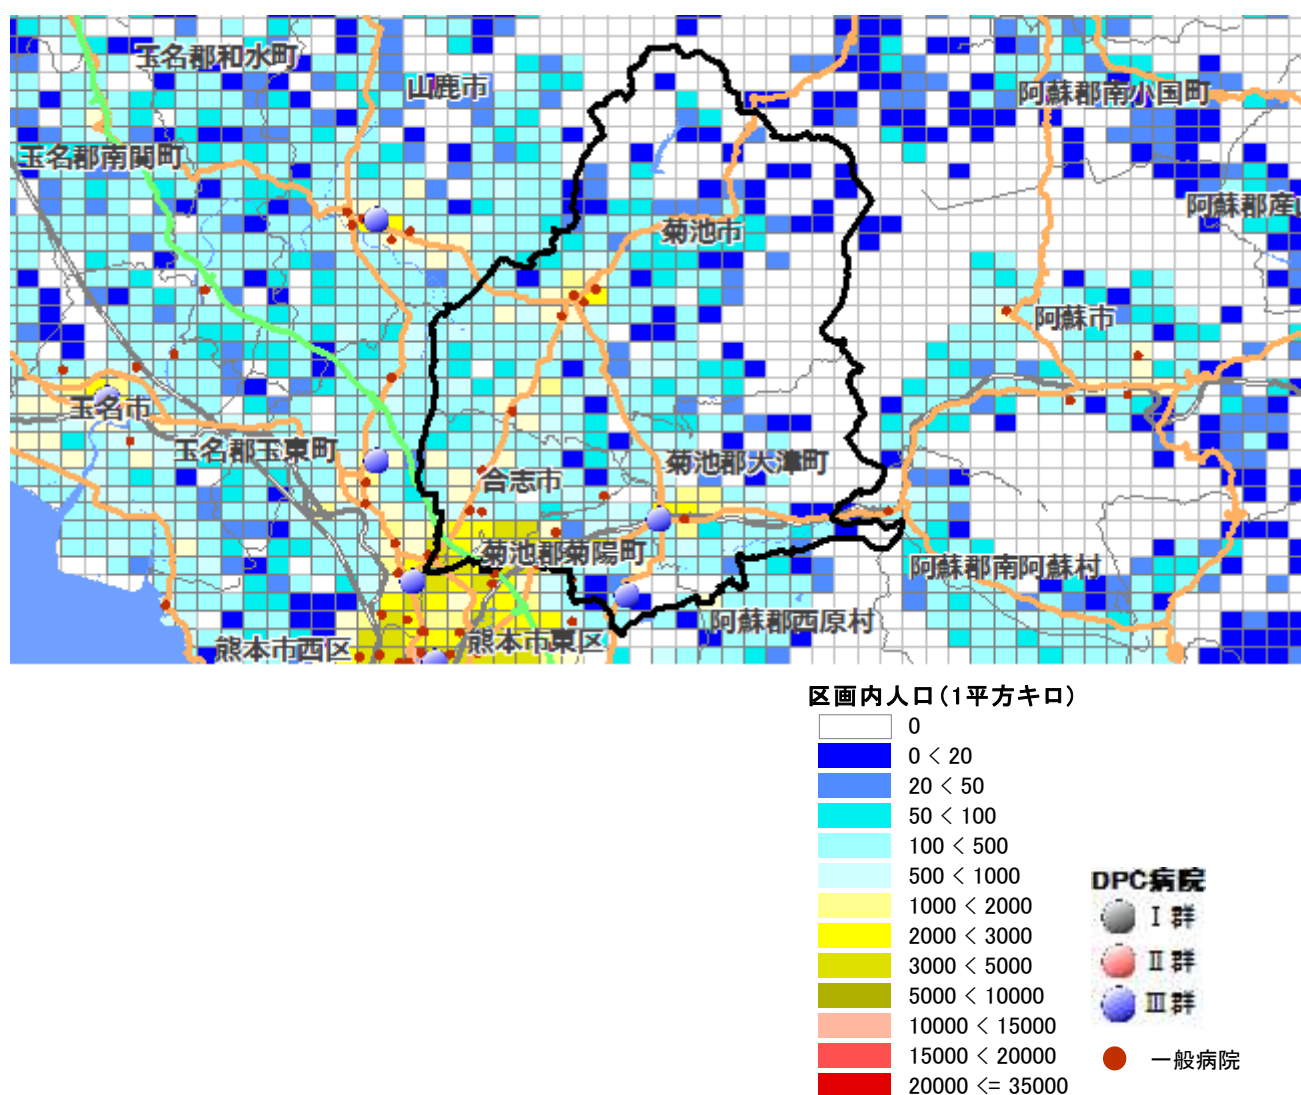 玉名郡和水町
山鹿市
阿蘇郡南小国町
玉名郡南関町
阿蘇郡産山
菊池市
阿蘇市
玉名市
玉名郡玉東町
合志市
菊池郡大津町
菊池郡菊陽町
阿蘇郡南阿蘇村
阿蘇郡西原村
熊本市西区
熊本市東区
区画内人口(1平方キロ)
0
0 < 20
20 < 50
50 < 100
100 < 500
500 < 1000
1000 < 2000
2000 < 3000
3000 < 5000
5000 < 10000
10000 < 15000
15000 < 20000
20000 <= 35000
DPC病院
Ⅰ群
Ⅱ群
Ⅲ群
一般病院